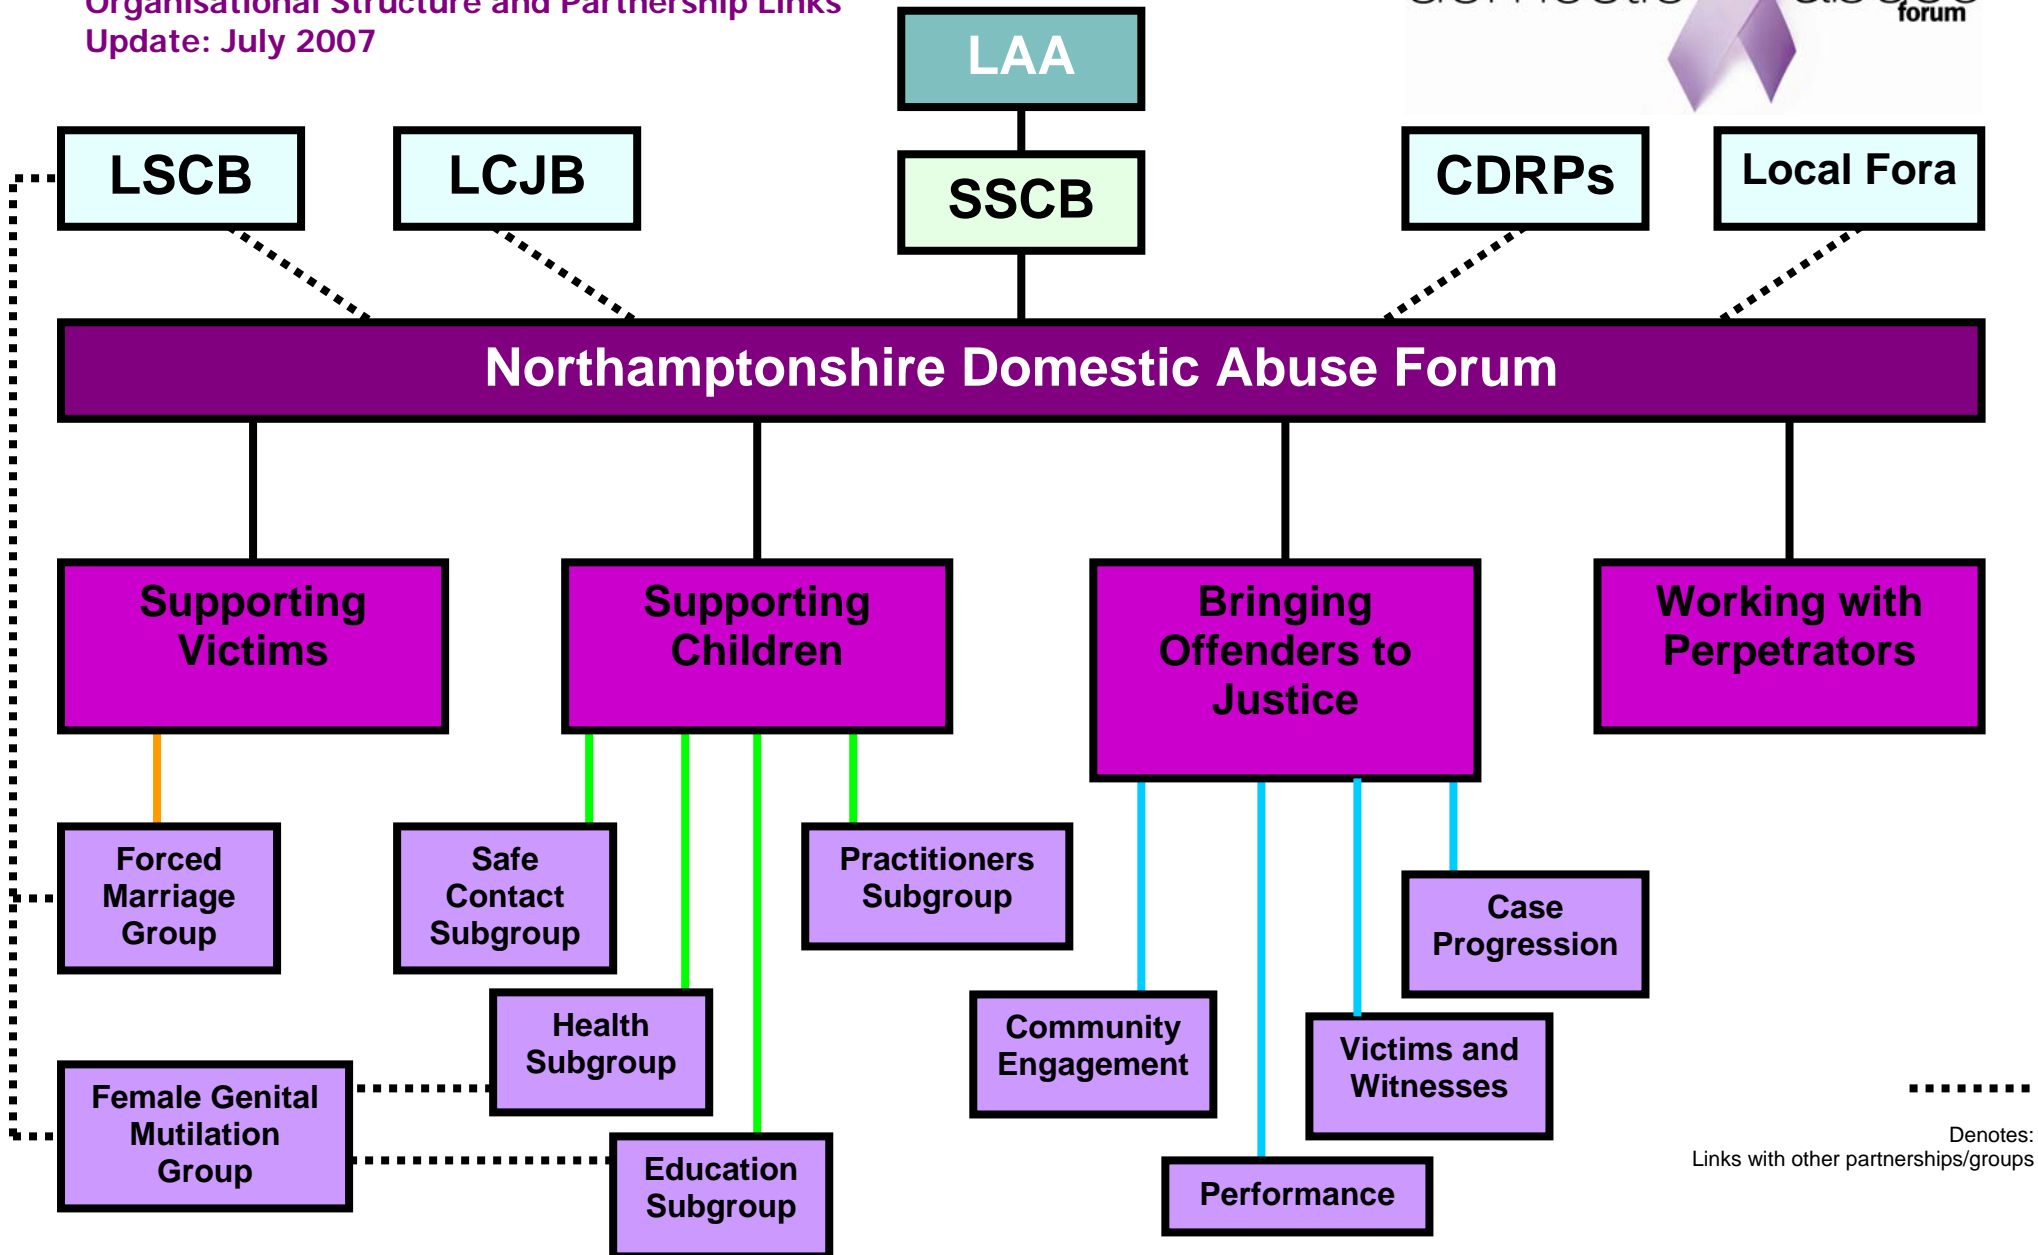 Organisational Structure and Partnership Links
Update: July 2007
forum
LAA
LSCB
LCJB
SSCB
CDRPs
Local Fora
Northamptonshire Domestic Abuse Forum
Supporting
Victims
Supporting
Children
Bringing
Offenders to
Justice
Working with
Perpetrators
Forced
Marriage
Group
Safe
Contact
Subgroup
Practitioners
Subgroup
Case
Progression
Health
Subgroup
Community
Engagement
Victims and
Witnesses
Female Genital
Mutilation
Group
Education
Subgroup
Performance
Denotes:
Links with other partnerships/groups